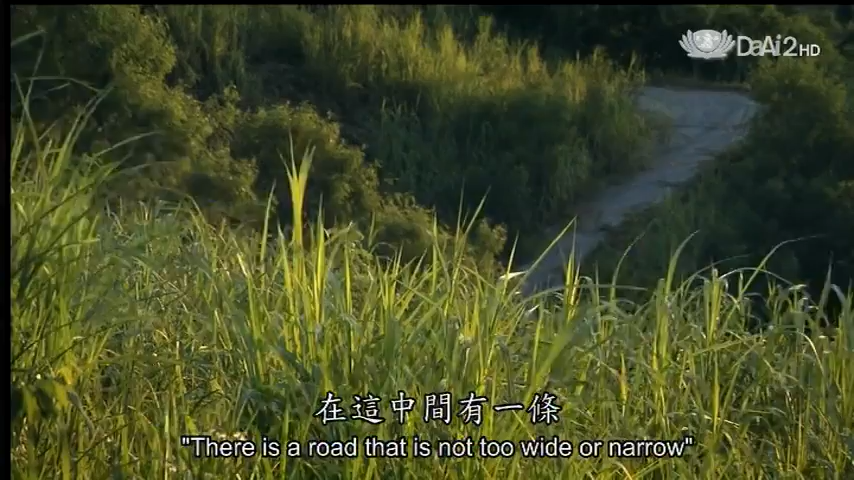 DaAi2HD
在這中間有一條
"There is a road that is not too wide or narrow"